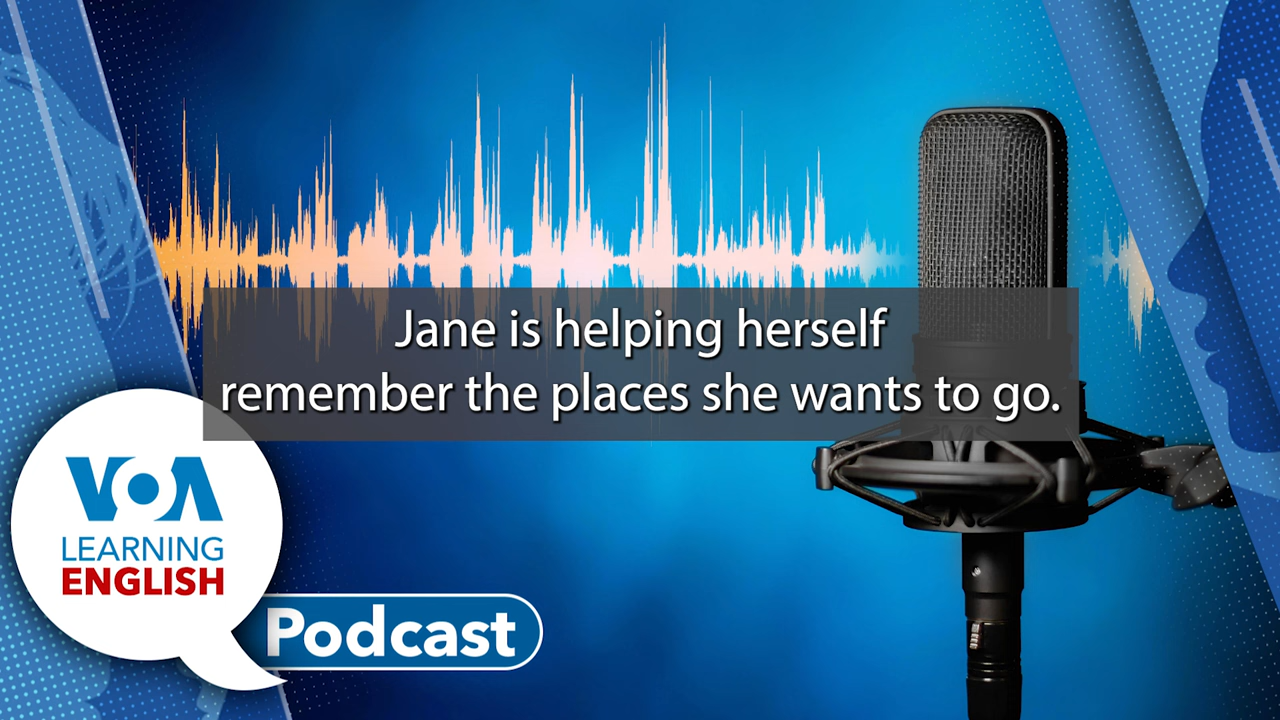 Jane is helping herself
remember the places she wants to go.
VOA
LEARNING
ENGLISH
Podcast